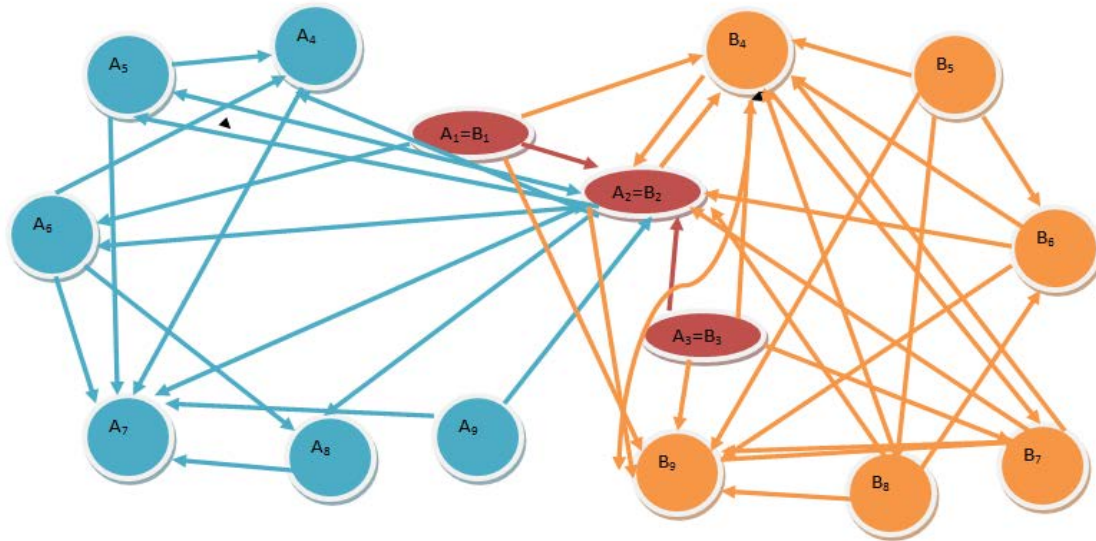 A₄
A₅
B₄
B₅
A₁=B₁
A₂=B₂
A₆
B₆
A₃=B₃
A₇
A₈
A₉
B₉
B₈
B₇